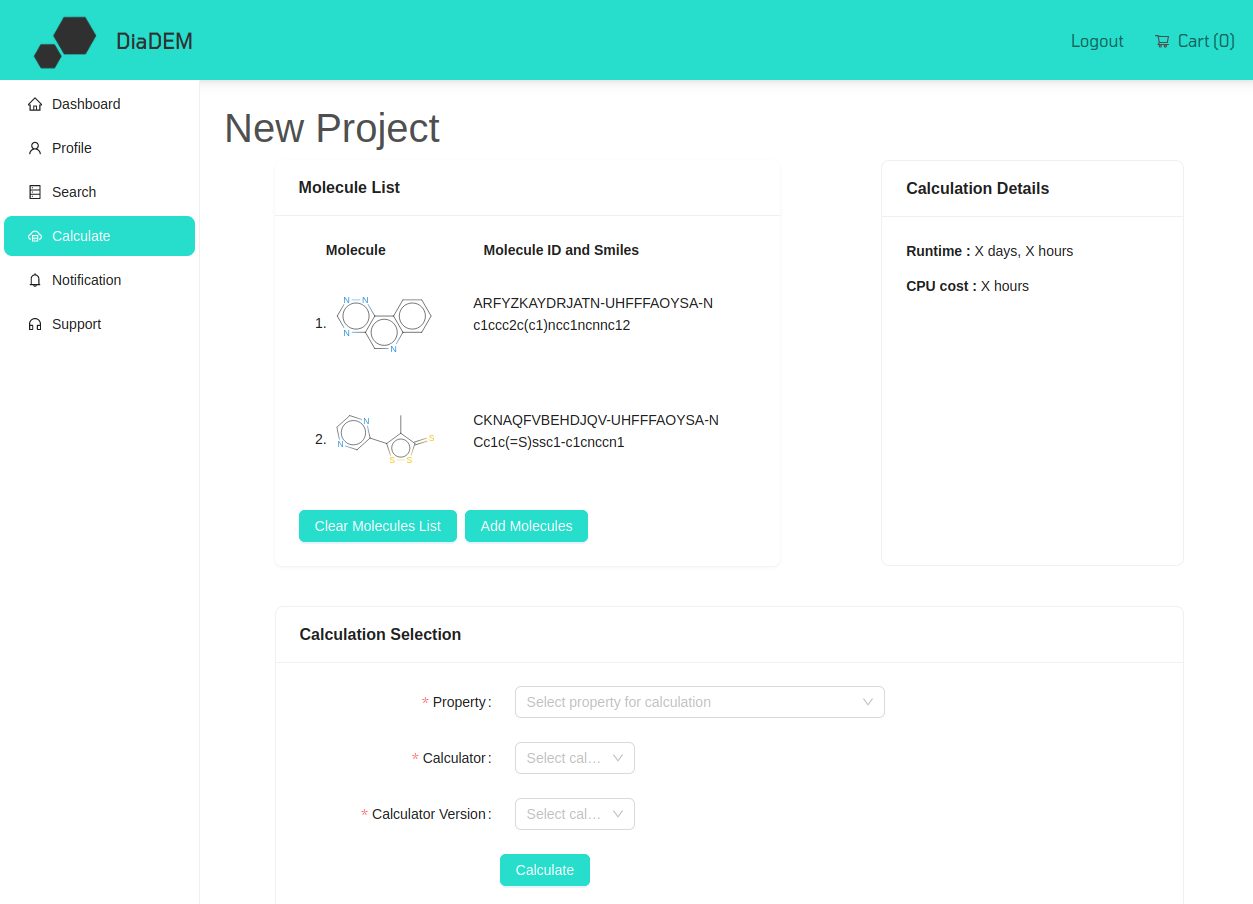 DiaDEM
Logout
Cart (0)
Dashboard
Profile
Search
Calculate
Notification
Support
New Project
Molecule List
Molecule
Molecule ID and Smiles
1.
N N
N
N
ARFYZKAYDRJATN-UHFFFAOYSA-N
c1ccc2c(c1)ncc1ncnnc12
2.
N
N
S
S S
CKNAQFVBEHDJQV-UHFFFAOYSA-N
Cc1c(=S)ssc1-c1cnccn1
Clear Molecules List
Add Molecules
Calculation Details
Runtime : X days, X hours
CPU cost : X hours
Calculation Selection
* Property :
Select property for calculation
* Calculator :
Select cal...
* Calculator Version :
Select cal...
Calculate